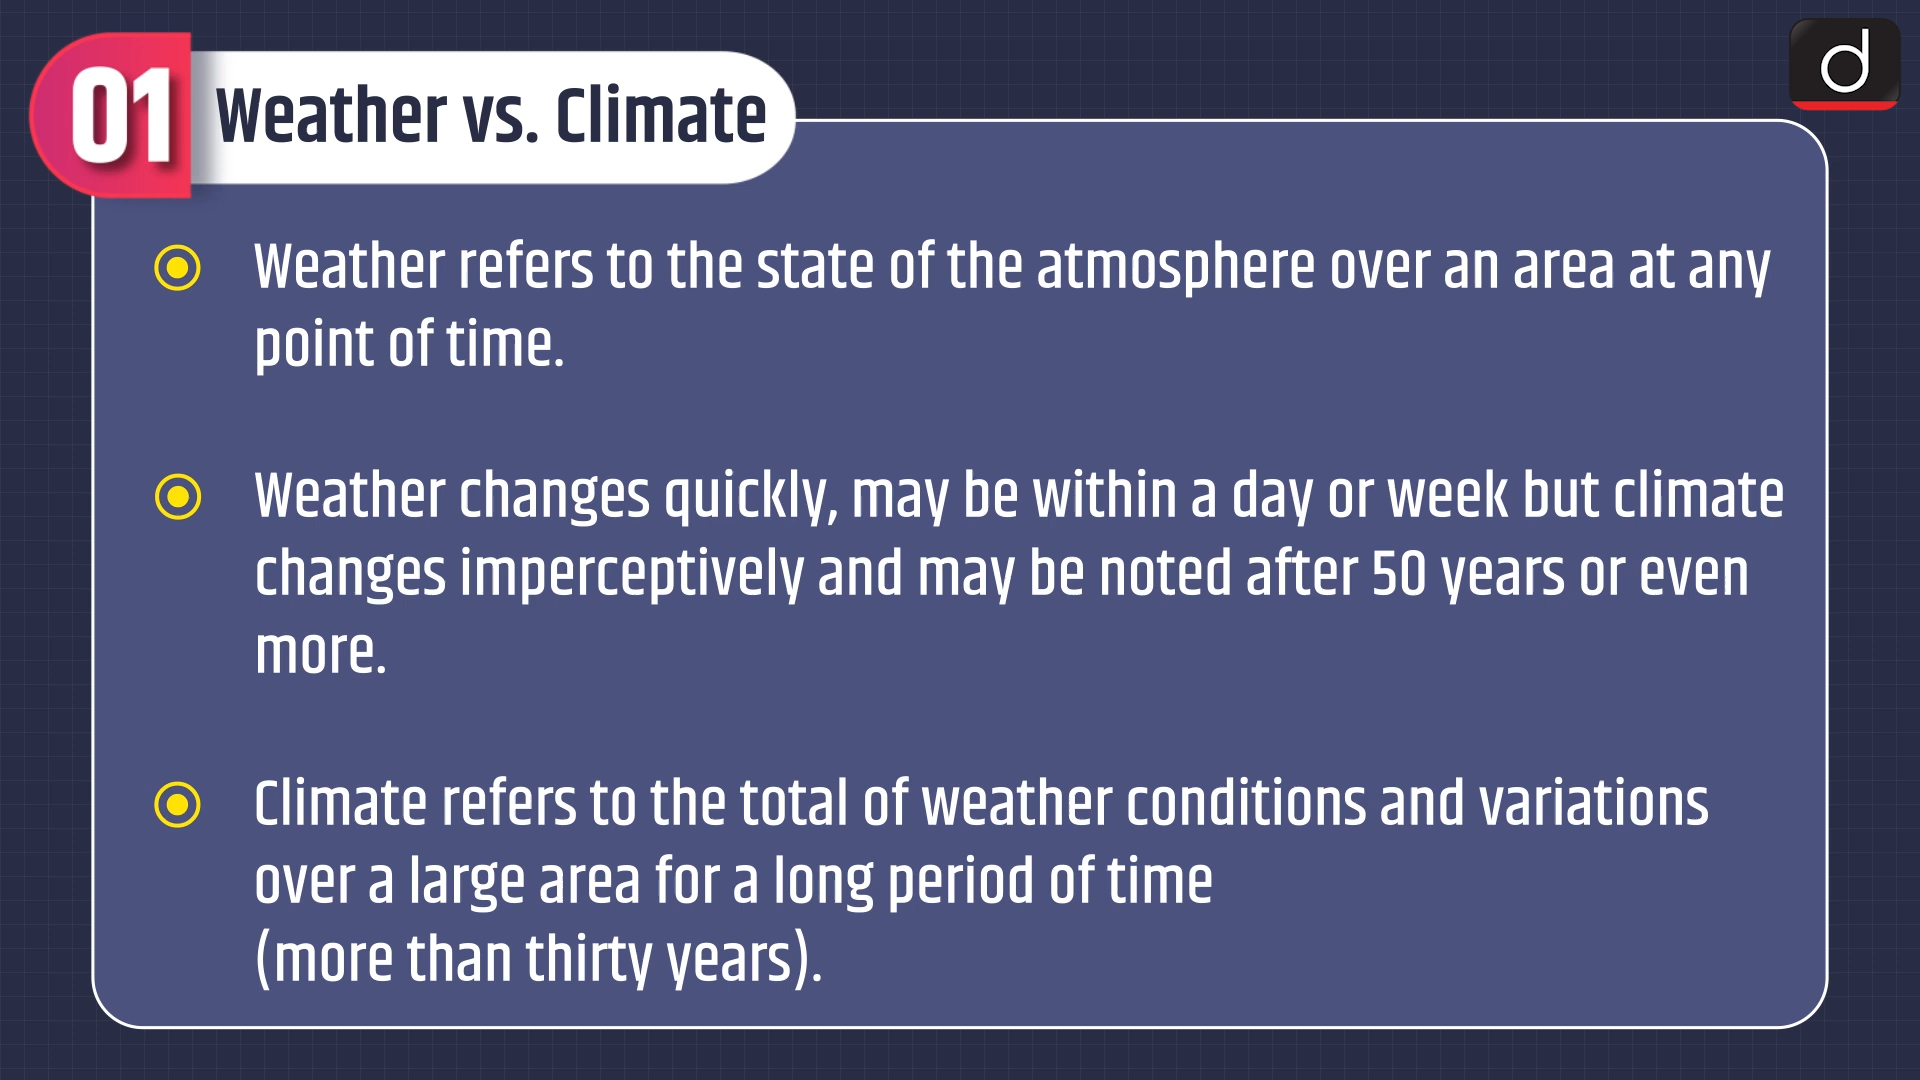 01 Weather vs. Climate
d
Weather refers to the state of the atmosphere over an area at any
point of time.
Weather changes quickly, may be within a day or week but climate
changes imperceptively and may be noted after 50 years or even
more.
Climate refers to the total of weather conditions and variations
over a large area for a long period of time
(more than thirty years).